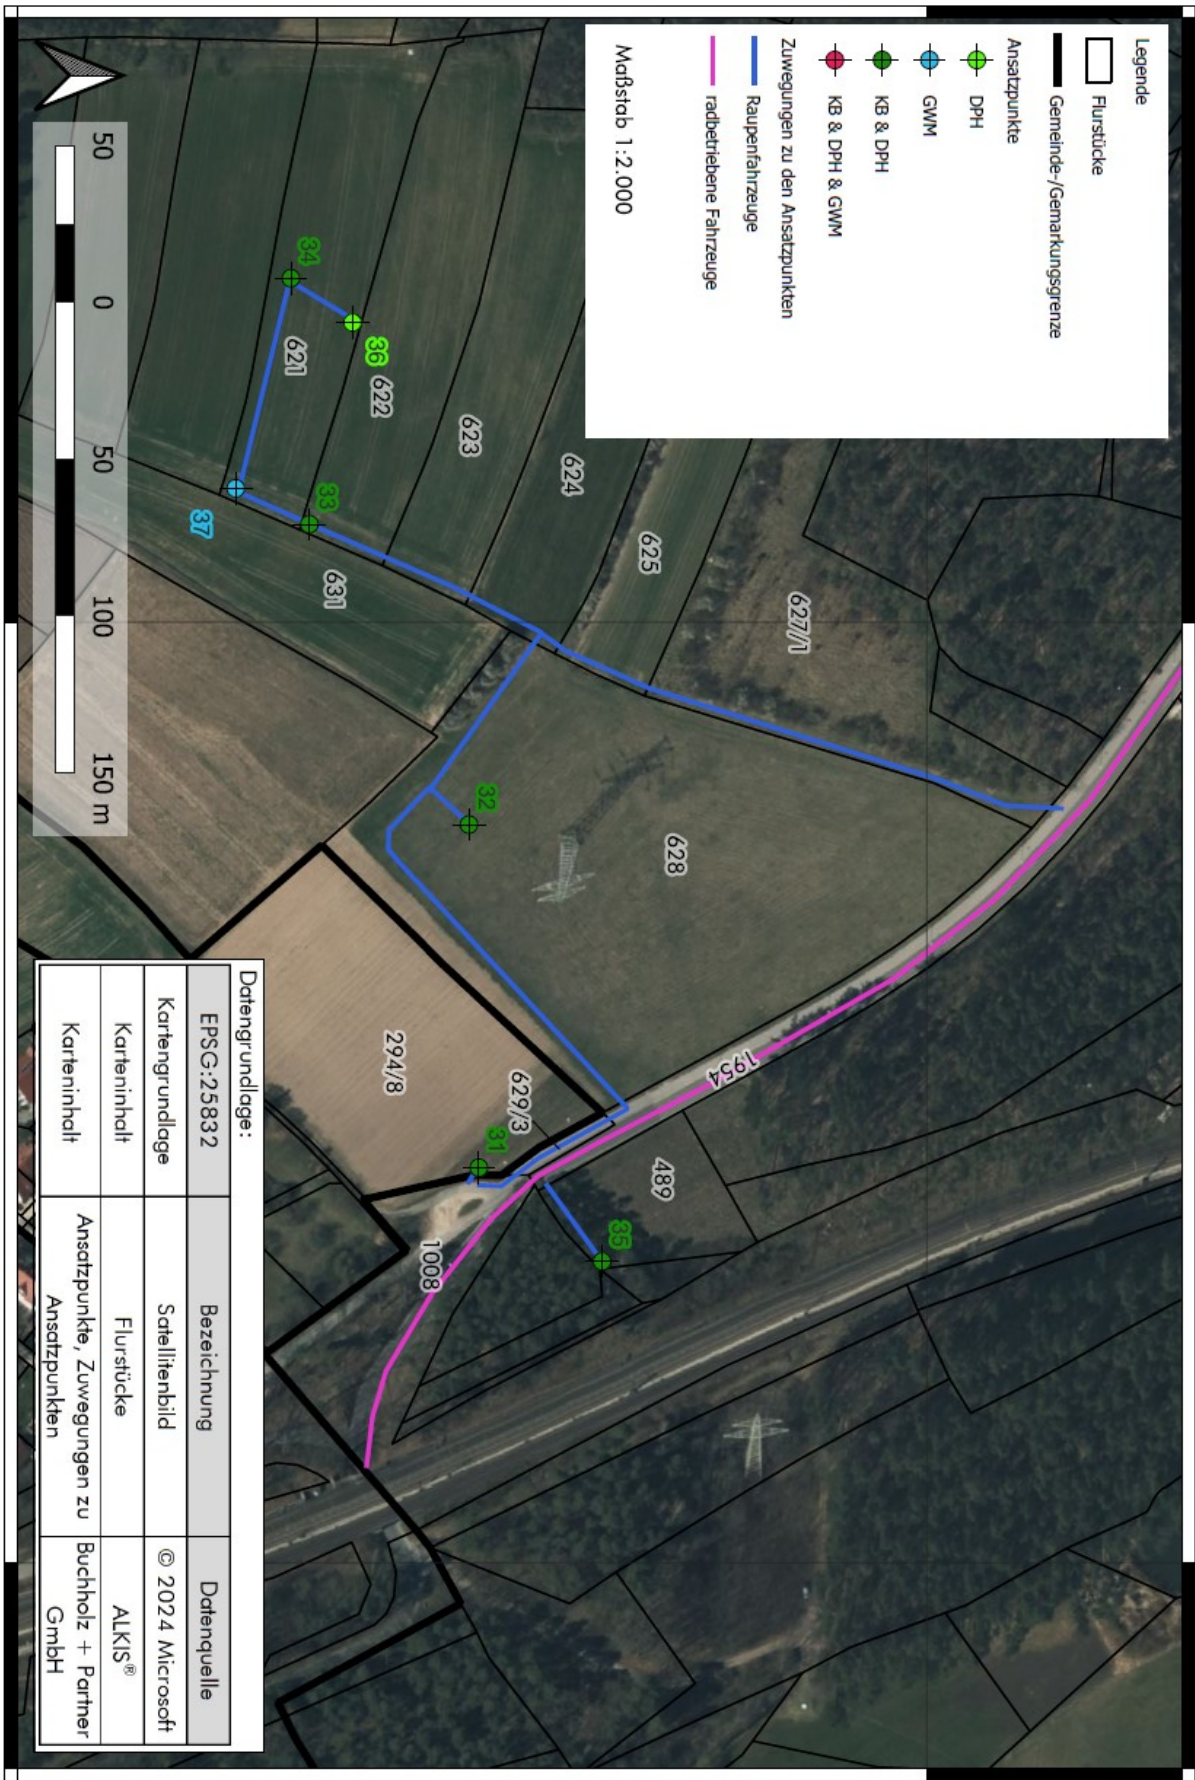 Legende
Flurstücke
Gemeinde-/Gemarkungsgrenze
Ansatzpunkte
DPH
GWM
KB & DPH
KB & DPH & GWM
Zuwegungen zu den Ansatzpunkten
Raupenfahrzeuge
radbetriebene Fahrzeuge
Maßstab 1:2.000
627/1
625
624
623
622
36
621
34
33
37
631
628
32
1954
489
35
629/3
31
294/8
1008
50 0 50 100 150 m
Datengrundlage:
EPSG:25832 Bezeichnung Datenquelle
Kartengrundlage Satellitenbild © 2024 Microsoft
Karteninhalt Flurstücke ALKIS®
Karteninhalt Ansatzpunkte, Zuwegungen zu Buchholz + Partner
Ansatzpunkten GmbH